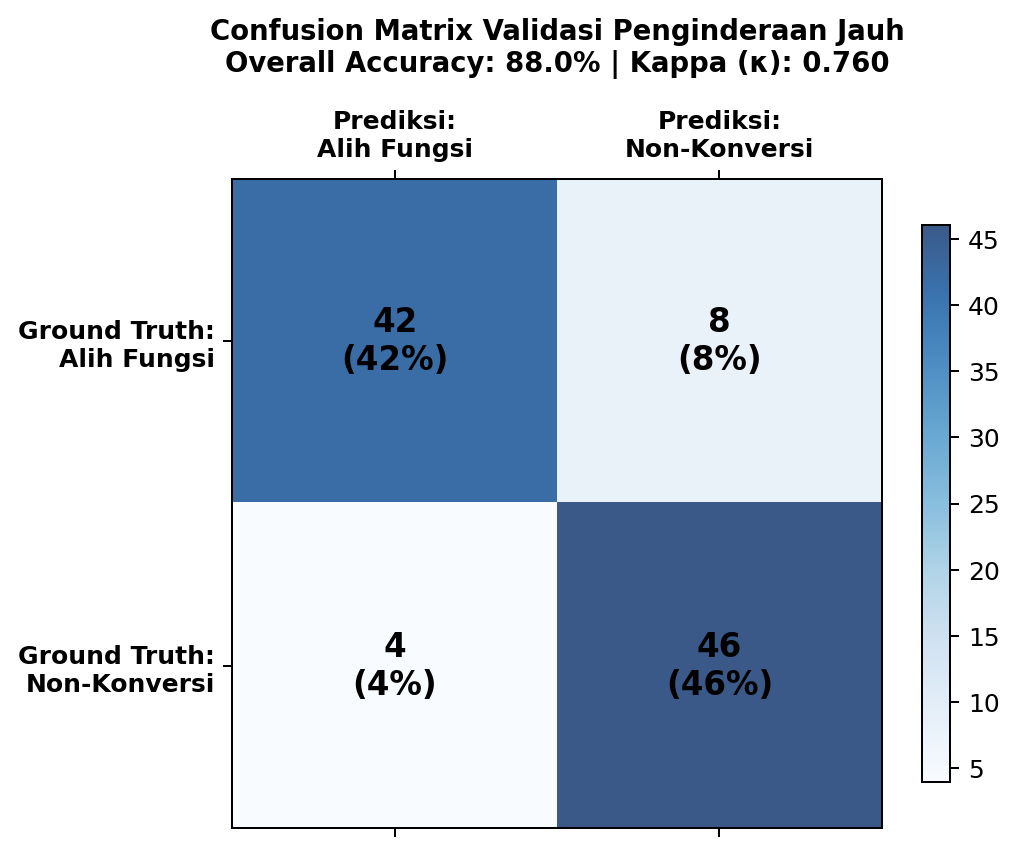 Confusion Matrix Validasi Penginderaan Jauh
Overall Accuracy: 88.0% | Kappa (κ): 0.760
Prediksi:
Alih Fungsi
Prediksi:
Non-Konversi
Ground Truth:
Alih Fungsi
42
(42%)
8
(8%)
Ground Truth:
Non-Konversi
4
(4%)
46
(46%)
45
40
35
30
25
20
15
10
5